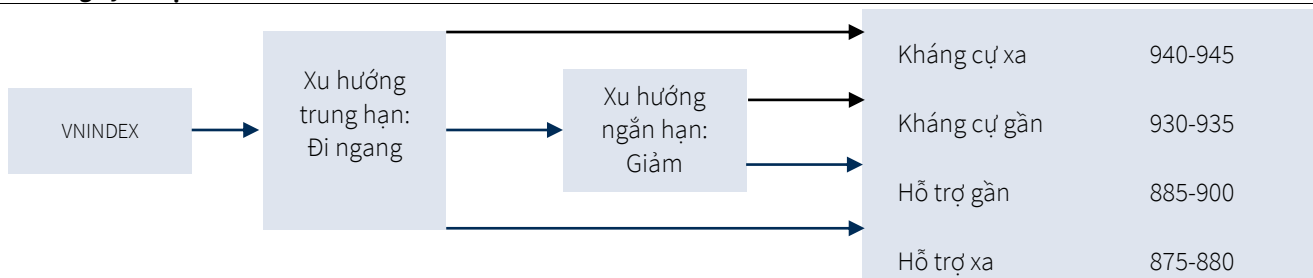 VNINDEX
Xu hướng
trung hạn:
Đi ngang
Xu hướng
ngắn hạn:
Giảm
Kháng cự xa 940-945
Kháng cự gần 930-935
Hỗ trợ gần 885-900
Hỗ trợ xa 875-880